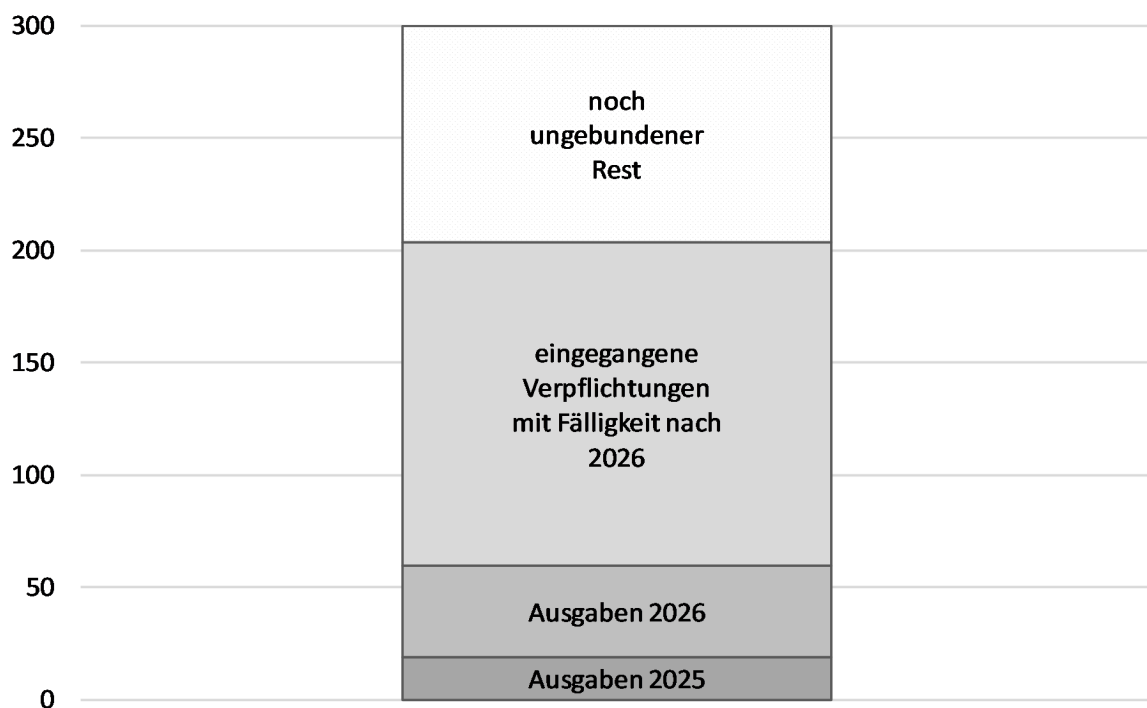 300
noch
ungebundener
Rest
250
200
eingegangene
Verpflichtungen
mit Fälligkeit nach
2026
150
100
50
Ausgaben 2026
Ausgaben 2025
0